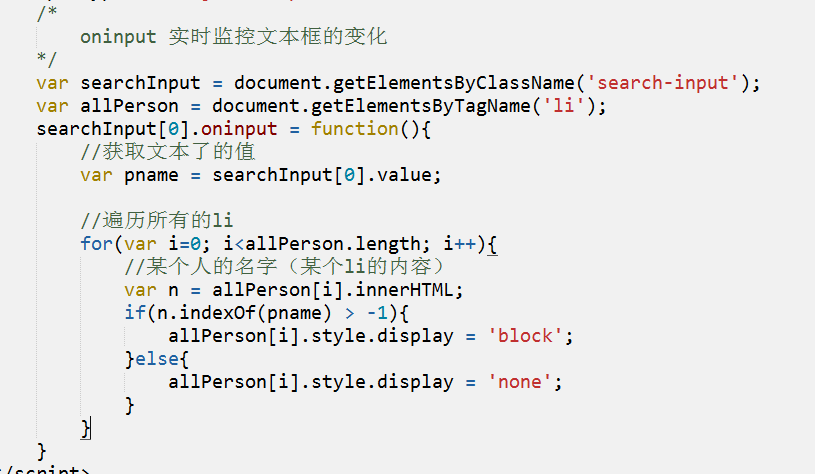 /*
oninput 实时监控文本框的变化
*/
var searchInput = document.getElementsByClassName('search-input');
var allPerson = document.getElementsByTagName('li');
searchInput[0].oninput = function(){
//获取文本了的值
var pname = searchInput[0].value;
//遍历所有的li
for(var i=0; i<allPerson.length; i++){
//某个人的名字（某个li的内容）
var n = allPerson[i].innerHTML;
if(n.indexOf(pname) > -1){
allPerson[i].style.display = 'block';
}else{
allPerson[i].style.display = 'none';
}
}
}
</script>